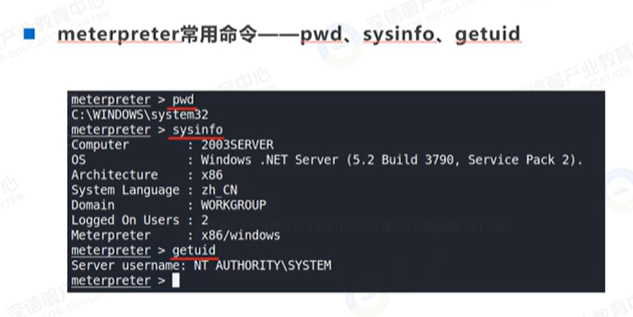 meterpreter常用命令——pwd、sysinfo、getuid
meterpreter > pwd
C:\WINDOWS\system32
meterpreter > sysinfo
Computer        : 2003SERVER
OS              : Windows .NET Server (5.2 Build 3790, Service Pack 2).
Architecture    : x86
System Language : zh_CN
Domain          : WORKGROUP
Logged On Users : 2
Meterpreter     : x86/windows
meterpreter > getuid
Server username: NT AUTHORITY\SYSTEM
meterpreter >